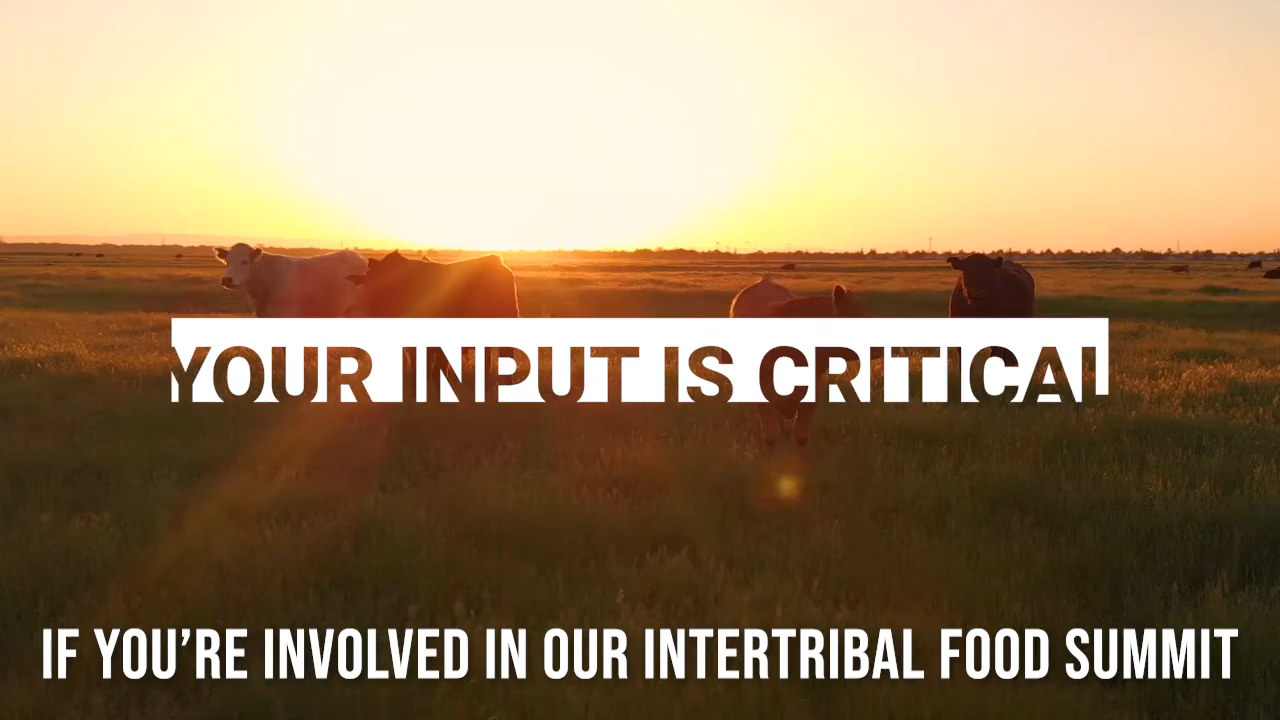 YOUR INPUT IS CRITICAL
IF YOU’RE INVOLVED IN OUR INTERTRIBAL FOOD SUMMIT